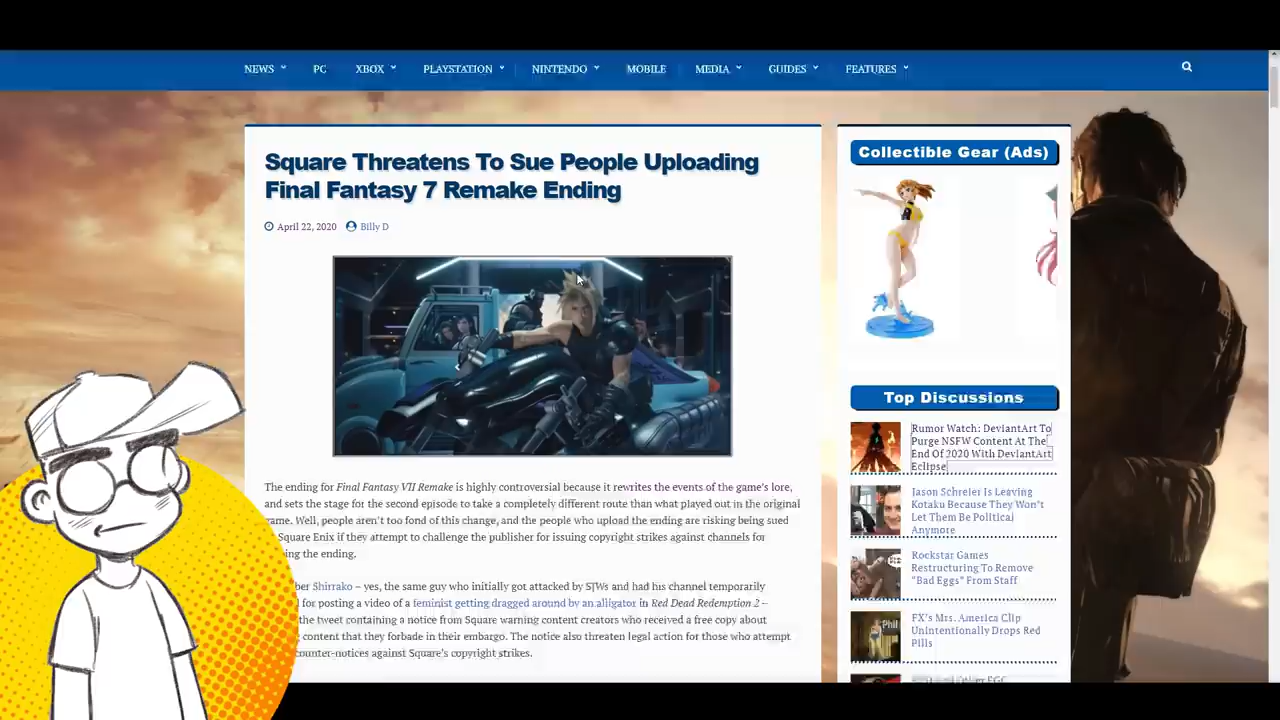 NEWS PC XBOX PLAYSTATION NINTENDO MOBILE MEDIA GUIDES FEATURES
Square Threatens To Sue People Uploading
Final Fantasy 7 Remake Ending
April 22, 2020 Billy D
The ending for Final Fantasy VII Remake is highly controversial because it rewrites the events of the game's lore,
and sets the stage for the second episode to take a completely different route than what played out in the original
game. Well, people aren't too fond of this change, and the people who upload the ending are risking being sued
Square Enix if they attempt to challenge the publisher for issuing copyright strikes against channels for
the ending.
Shirrako – yes, the same guy who initially got attacked by SJWs and had his channel temporarily
for posting a video of a feminist getting dragged around by an alligator in Red Dead Redemption 2 –
the tweet containing a notice from Square warning content creators who received a free copy about
content that they forbade in their embargo. The notice also threaten legal action for those who attempt
counter-notices against Square's copyright strikes.
Collectible Gear (Ads)
Top Discussions
Rumor Watch: DeviantArt To
Purge NSFW Content At The
End Of 2020 With DeviantArt
Eclipse
Jason Schreier Is Leaving
Kotaku Because They Won't
Let Them Be Political
Anymore
Rockstar Games
Restructuring To Remove
"Bad Eggs" From Staff
FX's Mrs. America Clip
Unintentionally Drops Red
Pills